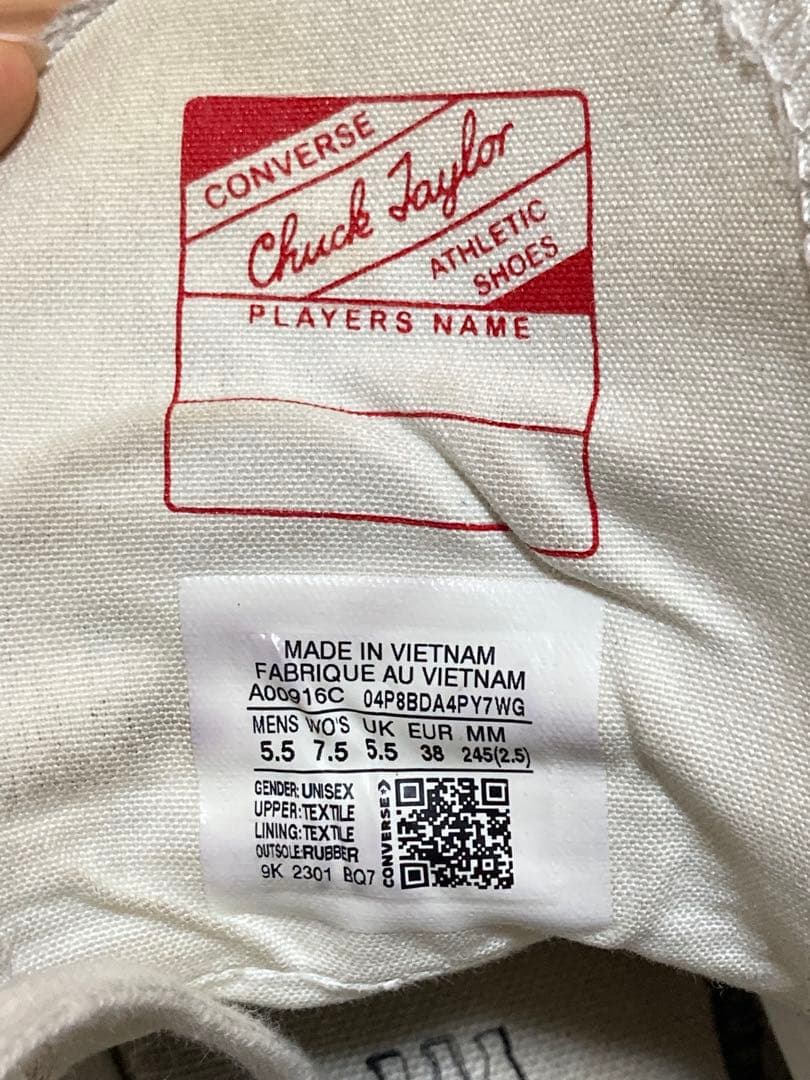 CONVERSE
Chuck Taylor
ATHLETIC
SHOES
PLAYERS NAME
MADE IN VIETNAM
FABRIQUE AU VIETNAM
A00916C 04P8BDA4PY7WG
MENS WO'S UK EUR MM
5.5 7.5 5.5 38 245(2.5)
GENDER: UNISEX
UPPER:TEXTILE
LINING:TEXTILE
OUTSOLE:RUBBER
9K 2301 BQ7
CONVERSE